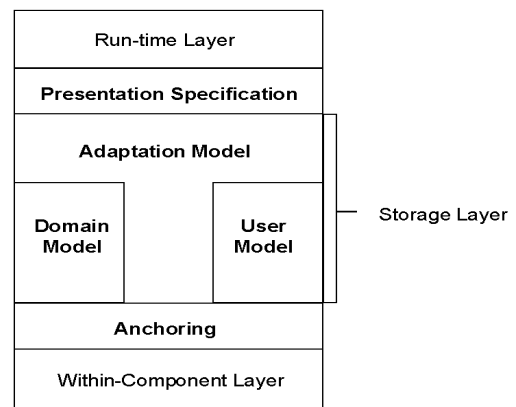 Run-time Layer
Presentation Specification
Adaptation Model
Domain
Model
User
Model
Storage Layer
Anchoring
Within-Component Layer